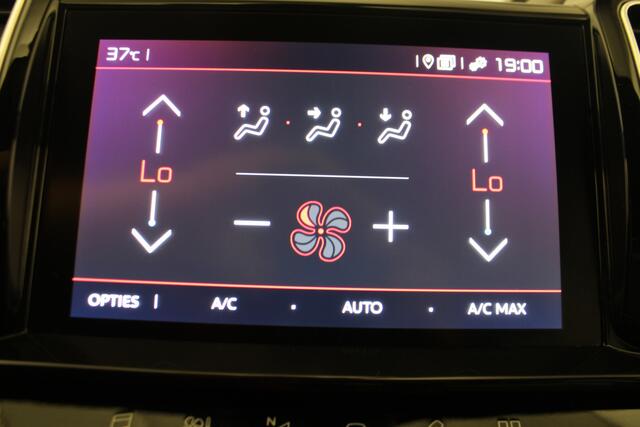 37°C 19:00
Lo Lo
OPTIES A/C AUTO A/C MAX
N